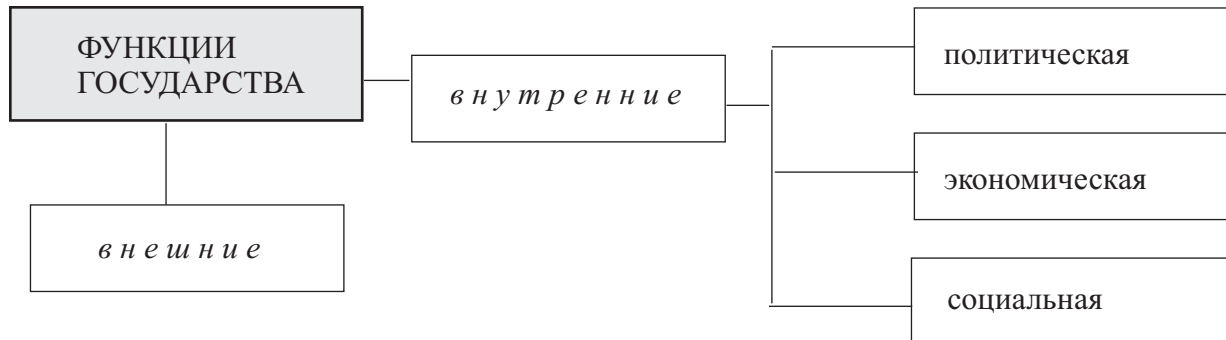 ФУНКЦИИ
ГОСУДАРСТВА
внутренние
внешние
политическая
экономическая
социальная